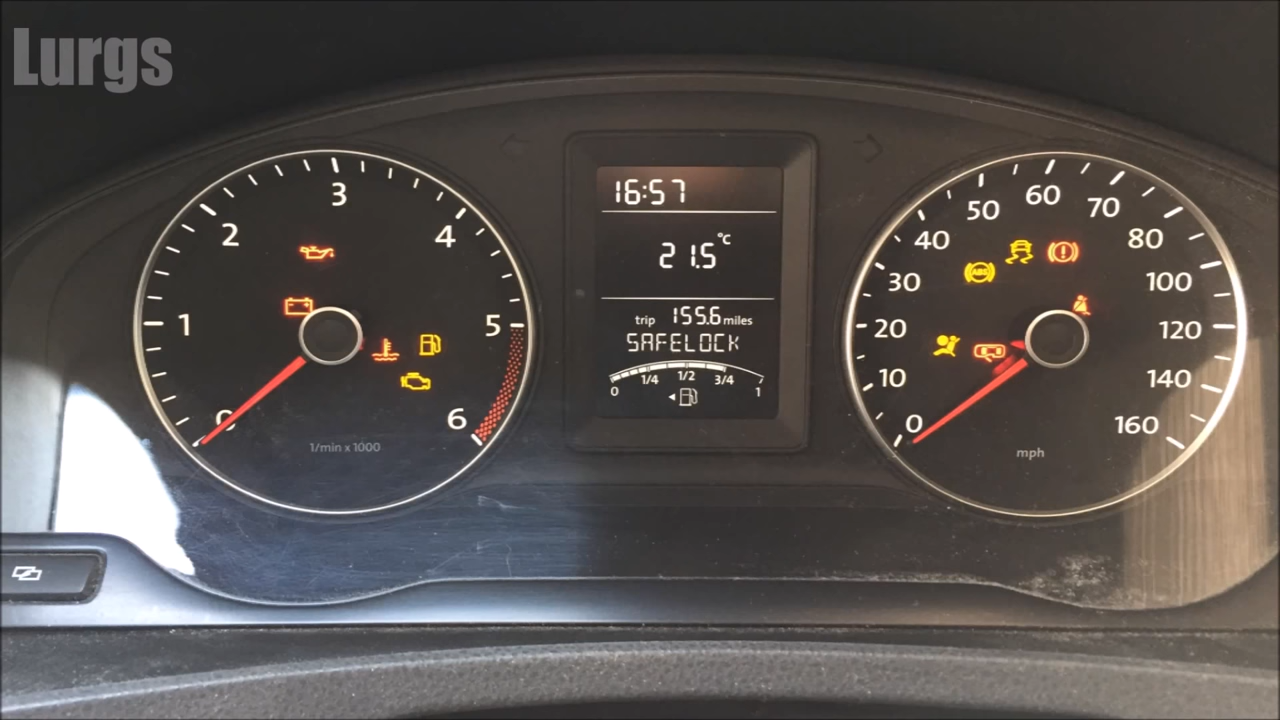 Lurgs
16:57
21.5 °C
trip 155.6 miles
SAFELOCK
0 1/4 1/2 3/4 1
0 1 2 3 4 5 6
1/min x 1000
ABS
0 10 20 30 40 50 60 70 80 100 120 140 160
mph